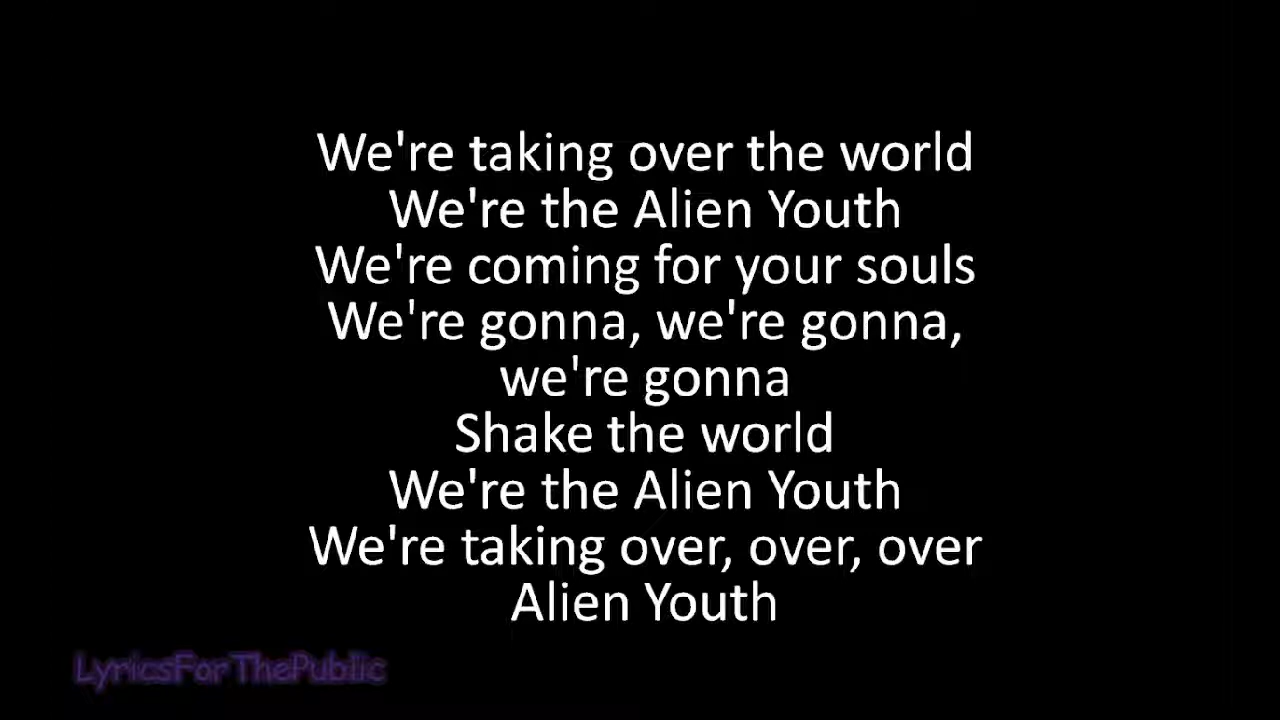 We're taking over the world
We're the Alien Youth
We're coming for your souls
We're gonna, we're gonna,
we're gonna
Shake the world
We're the Alien Youth
We're taking over, over, over
Alien Youth
LyricsForThePublic